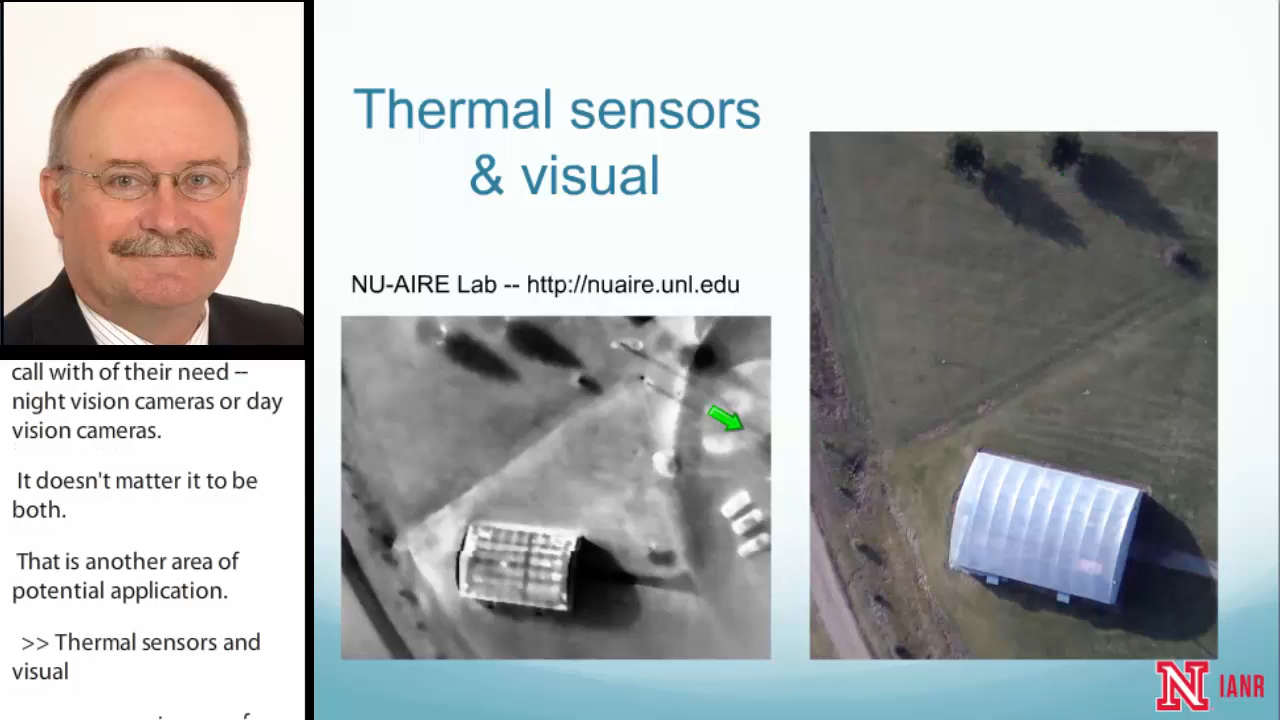 Thermal sensors
& visual
NU-AIRE Lab -- http://nuaire.unl.edu
call with of their need --
night vision cameras or day
vision cameras.
It doesn't matter it to be
both.
That is another area of
potential application.
>> Thermal sensors and
visual
N IANR